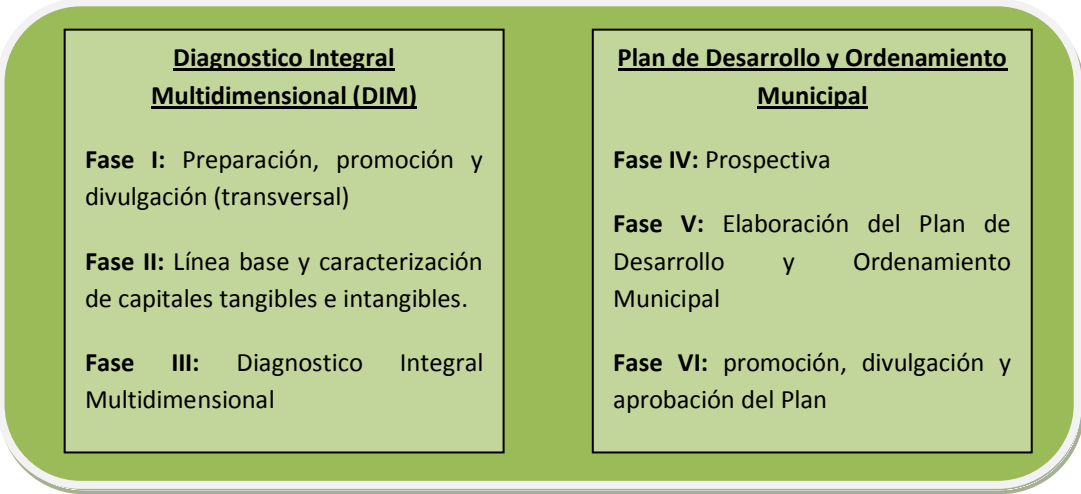 Diagnostico Integral
Multidimensional (DIM)
Fase I: Preparación, promoción y
divulgación (transversal)
Fase II: Línea base y caracterización
de capitales tangibles e intangibles.
Fase III: Diagnostico Integral
Multidimensional
Plan de Desarrollo y Ordenamiento
Municipal
Fase IV: Prospectiva
Fase V: Elaboración del Plan de
Desarrollo y Ordenamiento
Municipal
Fase VI: promoción, divulgación y
aprobación del Plan